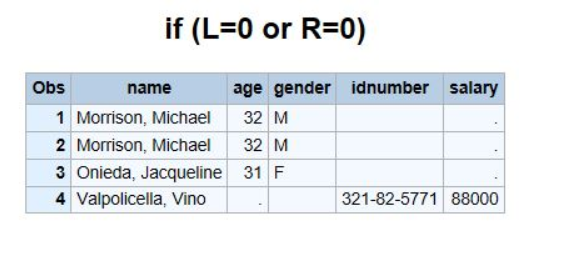 if (L=0 or R=0)
Obs name age gender idnumber salary
1 Morrison, Michael 32 M .
2 Morrison, Michael 32 M .
3 Onieda, Jacqueline 31 F .
4 Valpolicella, Vino . 321-82-5771 88000